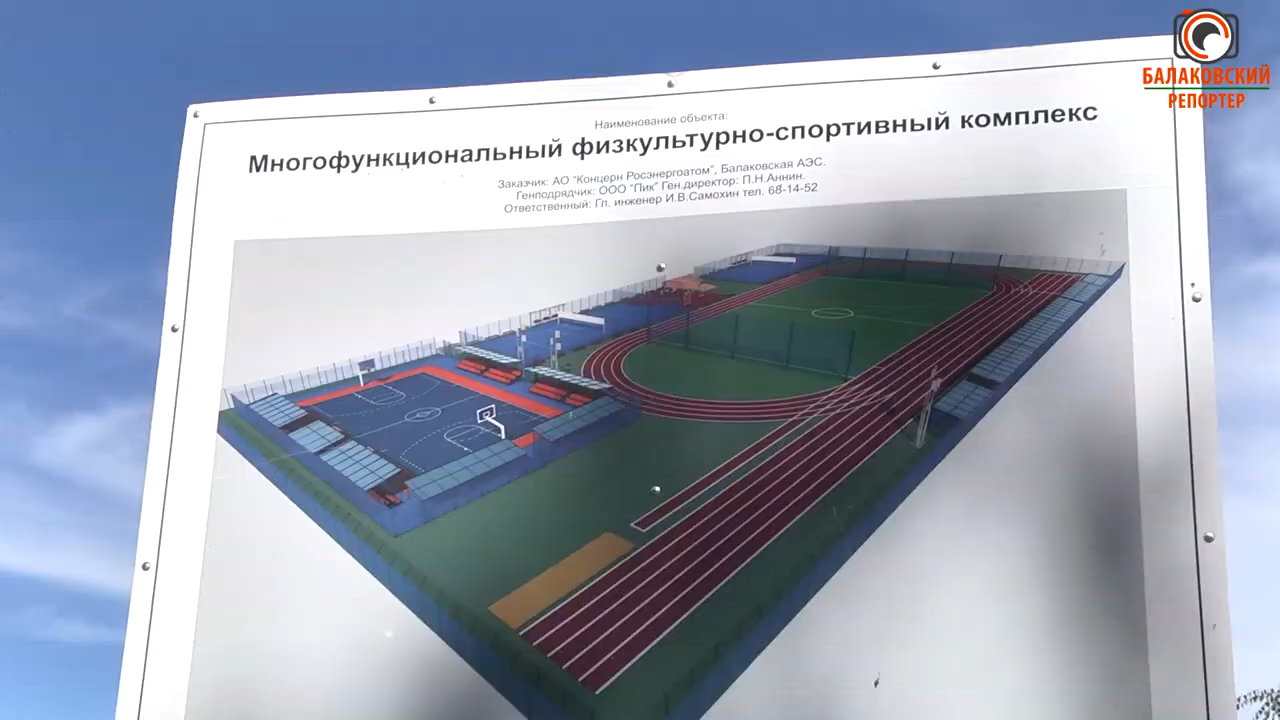 БАЛАКОВСКИЙ
РЕПОРТЕР
Наименование объекта:
Многофункциональный физкультурно-спортивный комплекс
Заказчик: АО "Концерн Росэнергоатом", Балаковская АЭС.
Генподрядчик: ООО "Пик" Ген.директор: П.Н.Аннин.
Ответственный: Гл. инженер И.В.Самохин тел. 68-14-52